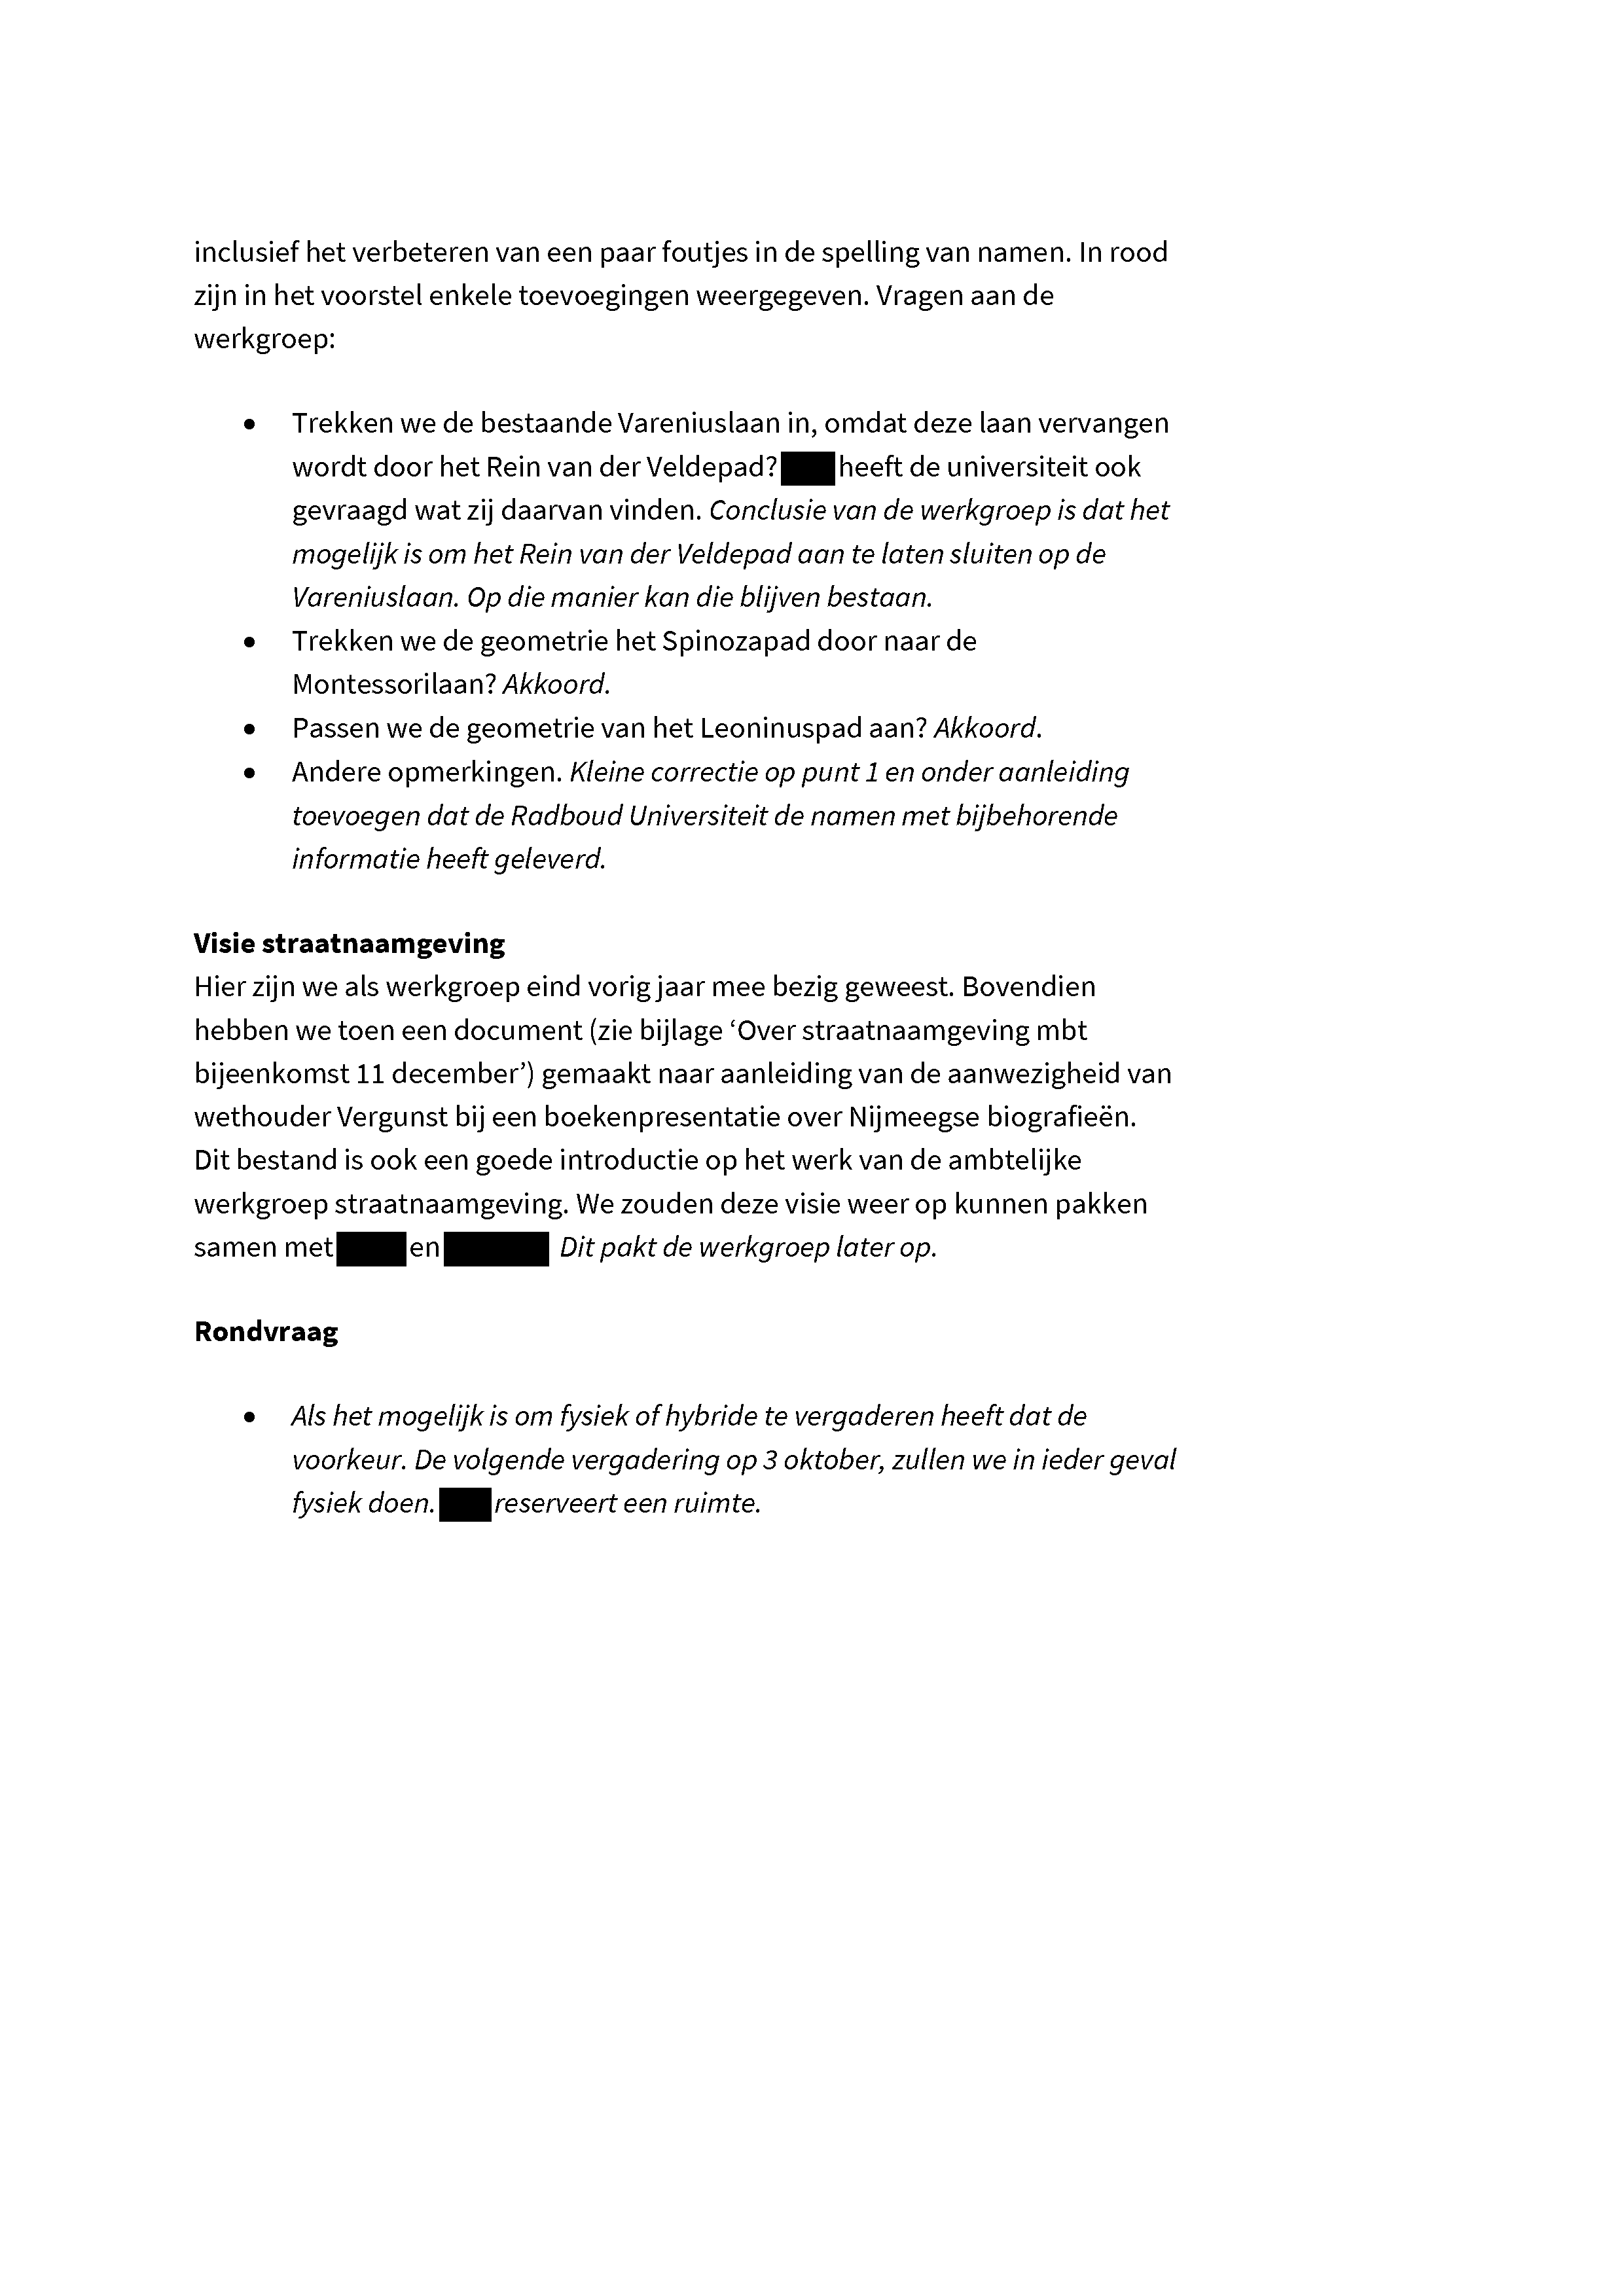 inclusief het verbeteren van een paar foutjes in de spelling van namen. In rood
zijn in het voorstel enkele toevoegingen weergegeven. Vragen aan de
werkgroep:
• Trekken we de bestaande Vareniuslaan in, omdat deze laan vervangen
wordt door het Rein van der Veldepad? heeft de universiteit ook
gevraagd wat zij daarvan vinden. Conclusie van de werkgroep is dat het
mogelijk is om het Rein van der Veldepad aan te laten sluiten op de
Vareniuslaan. Op die manier kan die blijven bestaan.
• Trekken we de geometrie het Spinozapad door naar de
Montessorilaan? Akkoord.
• Passen we de geometrie van het Leoninuspad aan? Akkoord.
• Andere opmerkingen. Kleine correctie op punt 1 en onder aanleiding
toevoegen dat de Radboud Universiteit de namen met bijbehorende
informatie heeft geleverd.
Visie straatnaamgeving
Hier zijn we als werkgroep eind vorig jaar mee bezig geweest. Bovendien
hebben we toen een document (zie bijlage ‘Over straatnaamgeving mbt
bijeenkomst 11 december’) gemaakt naar aanleiding van de aanwezigheid van
wethouder Vergunst bij een boekenpresentatie over Nijmeegse biografieën.
Dit bestand is ook een goede introductie op het werk van de ambtelijke
werkgroep straatnaamgeving. We zouden deze visie weer op kunnen pakken
samen met en Dit pakt de werkgroep later op.
Rondvraag
• Als het mogelijk is om fysiek of hybride te vergaderen heeft dat de
voorkeur. De volgende vergadering op 3 oktober, zullen we in ieder geval
fysiek doen. reserveert een ruimte.